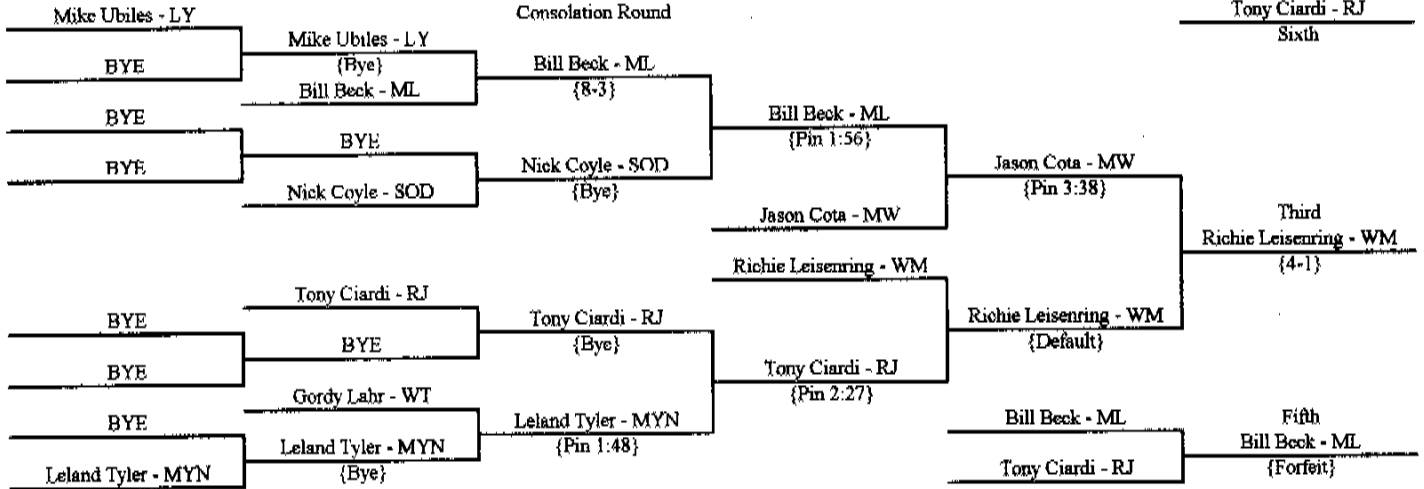 Consolation Round
Mike Ubiles - LY
BYE
BYE
BYE
BYE
BYE
BYE
Leland Tyler - MYN
Mike Ubiles - LY
{Bye}
Bill Beck - ML
BYE
Nick Coyle - SOD
Tony Ciardi - RJ
BYE
Gordy Lahr - WT
Leland Tyler - MYN
{Bye}
Bill Beck - ML
{8-3}
Nick Coyle - SOD
{Bye}
Tony Ciardi - RJ
{Bye}
Leland Tyler - MYN
{Pin 1:48}
Bill Beck - ML
{Pin 1:56}
Jason Cota - MW
Richie Leisenring - WM
Tony Ciardi - RJ
{Pin 2:27}
Jason Cota - MW
{Pin 3:38}
Richie Leisenring - WM
{Default}
Bill Beck - ML
Tony Ciardi - RJ
Tony Ciardi - RJ
Sixth
Third
Richie Leisenring - WM
{4-1}
Fifth
Bill Beck - ML
{Forfeit}